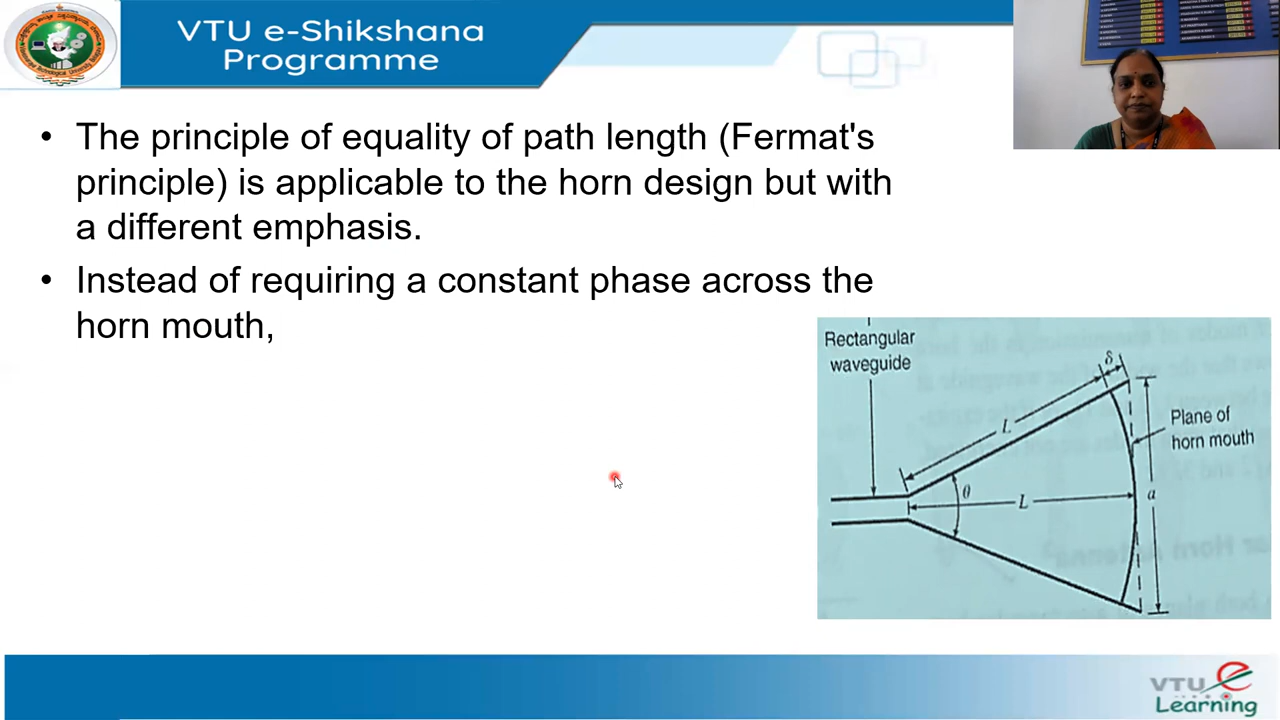 VTU e-Shikshana
Programme
• The principle of equality of path length (Fermat's
principle) is applicable to the horn design but with
a different emphasis.
• Instead of requiring a constant phase across the
horn mouth,
Rectangular
waveguide
δ
L
Plane of
horn mouth
θ
L
a
VTU e
Learning